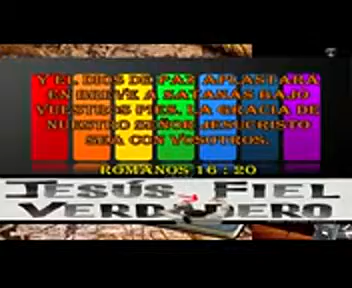 Y EL DIOS DE PAZ APLASTARÁ
EN BREVE A SATANÁS BAJO
VUESTROS PIES. LA GRACIA DE
NUESTRO SEÑOR JESUCRISTO
SEA CON VOSOTROS.
ROMANOS 16 : 20
JESÚS FIEL
VERDADERO